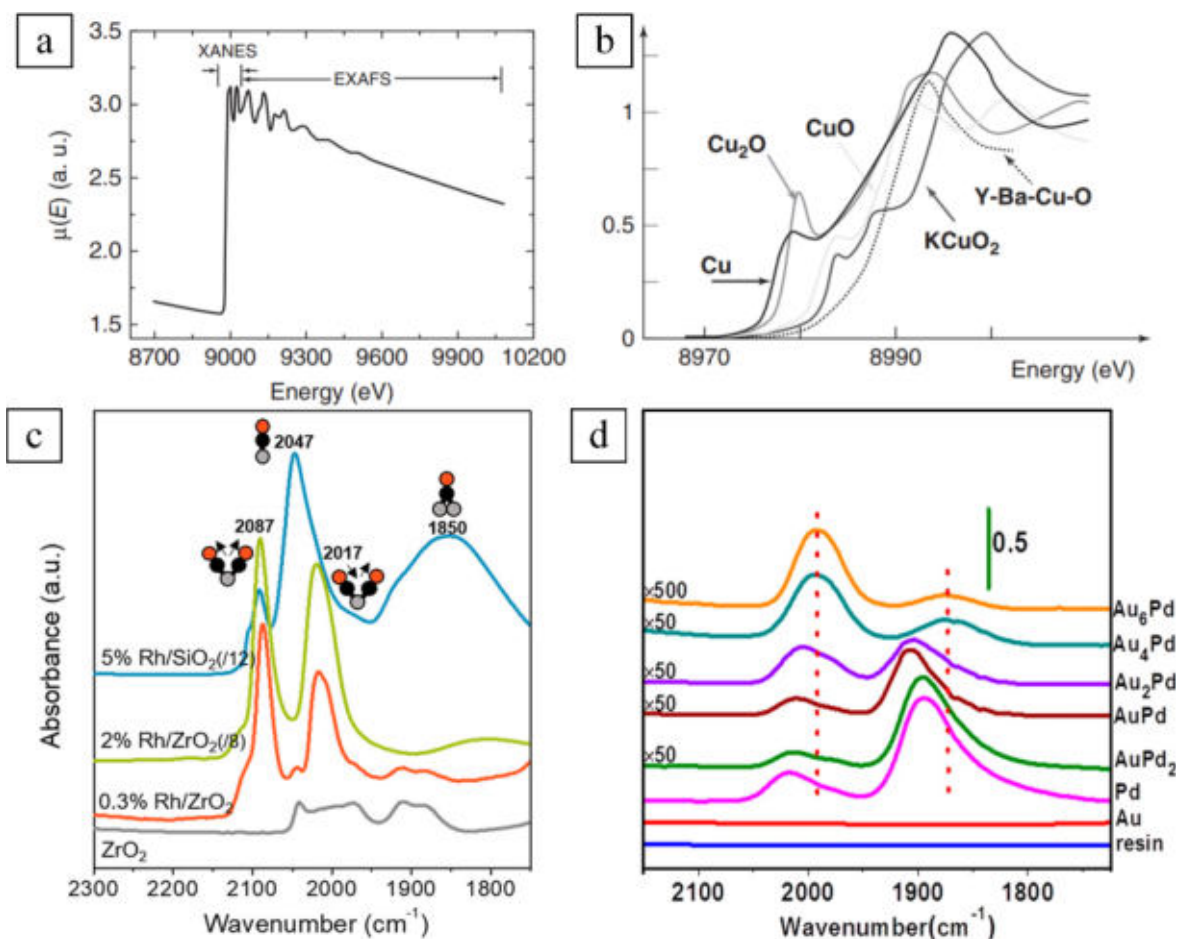 a
3.5
XANES
EXAFS
3.0
2.5
2.0
1.5
μ(E) (a. u.)
8700 9000 9300 9600 9900 10200
Energy (eV)
b
1
0.5
0
Cu₂O
CuO
Y-Ba-Cu-O
KCuO₂
Cu
8970 8990
Energy (eV)
c
2047
2087
2017
1850
5% Rh/SiO₂(/12)
2% Rh/ZrO₂(/8)
0.3% Rh/ZrO₂
ZrO₂
Absorbance (a.u.)
2300 2200 2100 2000 1900 1800
Wavenumber (cm⁻¹)
d
0.5
×500
Au₆Pd
×50
Au₄Pd
×50
Au₂Pd
×50
AuPd
×50
AuPd₂
Pd
Au
resin
2100 2000 1900 1800
Wavenumber(cm⁻¹)